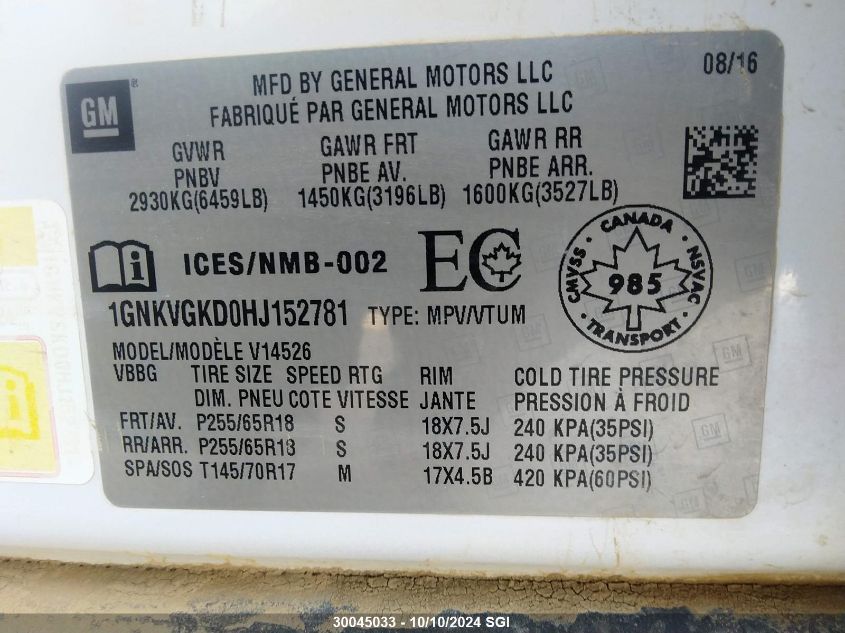 GM
MFD BY GENERAL MOTORS LLC
FABRIQUÉ PAR GENERAL MOTORS LLC
08/16
GVWR GAWR FRT GAWR RR
PNBV PNBE AV. PNBE ARR.
2930KG(6459LB) 1450KG(3196LB) 1600KG(3527LB)
ICES/NMB-002 EC
CANADA
CMVSS • 985 • NSVAC
TRANSPORT
1GNKVGKD0HJ152781 TYPE: MPV/VTUM
MODEL/MODÈLE V14526
VBBG TIRE SIZE SPEED RTG RIM COLD TIRE PRESSURE
DIM. PNEU COTE VITESSE JANTE PRESSION À FROID
FRT/AV. P255/65R18 S 18X7.5J 240 KPA(35PSI)
RR/ARR. P255/65R18 S 18X7.5J 240 KPA(35PSI)
SPA/SOS T145/70R17 M 17X4.5B 420 KPA(60PSI)
30045033 - 10/10/2024 SGI